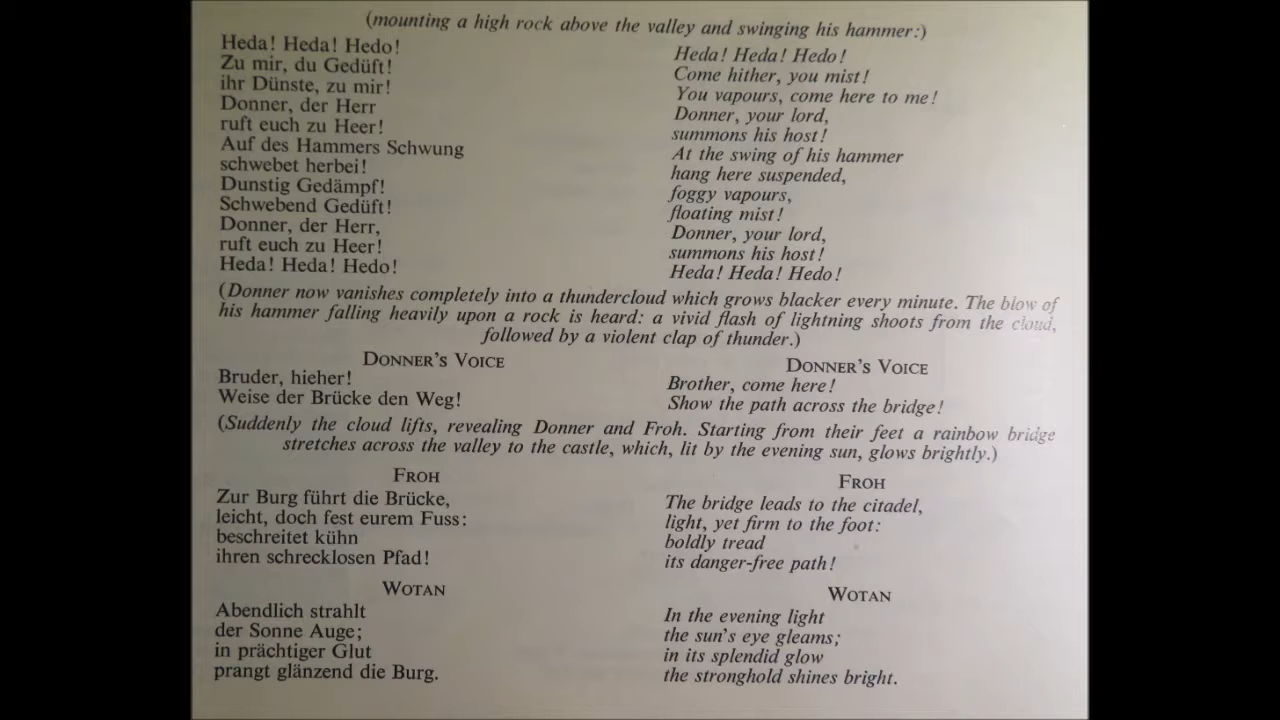 (mounting a high rock above the valley and swinging his hammer:)
Heda! Heda! Hedo!
Zu mir, du Gedüft!
ihr Dünste, zu mir!
Donner, der Herr
ruft euch zu Heer!
Auf des Hammers Schwung
schwebet herbei!
Dunstig Gedämpf!
Schwebend Gedüft!
Donner, der Herr,
ruft euch zu Heer!
Heda! Heda! Hedo!
Heda! Heda! Hedo!
Come hither, you mist!
You vapours, come here to me!
Donner, your lord,
summons his host!
At the swing of his hammer
hang here suspended,
foggy vapours,
floating mist!
Donner, your lord,
summons his host!
Heda! Heda! Hedo!
(Donner now vanishes completely into a thundercloud which grows blacker every minute. The blow of
his hammer falling heavily upon a rock is heard: a vivid flash of lightning shoots from the cloud,
followed by a violent clap of thunder.)
DONNER'S VOICE
Bruder, hieher!
Weise der Brücke den Weg!
DONNER'S VOICE
Brother, come here!
Show the path across the bridge!
(Suddenly the cloud lifts, revealing Donner and Froh. Starting from their feet a rainbow bridge
stretches across the valley to the castle, which, lit by the evening sun, glows brightly.)
FROH
Zur Burg führt die Brücke,
leicht, doch fest eurem Fuss:
beschreitet kühn
ihren schrecklosen Pfad!
FROH
The bridge leads to the citadel,
light, yet firm to the foot:
boldly tread
its danger-free path!
WOTAN
Abendlich strahlt
der Sonne Auge;
in prächtiger Glut
prangt glänzend die Burg.
WOTAN
In the evening light
the sun's eye gleams;
in its splendid glow
the stronghold shines bright.